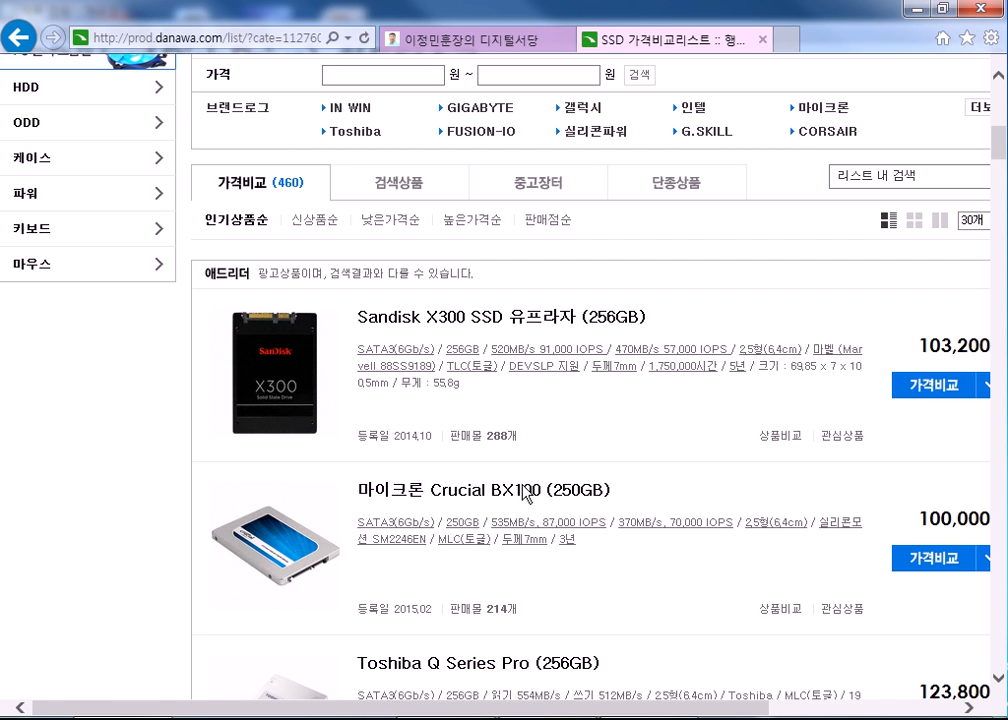 http://prod.danawa.com/list/?cate=11276
이정민훈장의 디지털서당
SSD 가격비교리스트 :: 행...
HDD
ODD
케이스
파워
키보드
마우스
가격
원 ~
원
검색
브랜드로그
IN WIN
GIGABYTE
갤럭시
인텔
마이크론
더보
Toshiba
FUSION-IO
실리콘파워
G.SKILL
CORSAIR
가격비교 (460)
검색상품
중고장터
단종상품
리스트 내 검색
인기상품순
신상품순
낮은가격순
높은가격순
판매점순
30개
애드리더 광고상품이며, 검색결과와 다를 수 있습니다.
Sandisk X300 SSD 유프라자 (256GB)
SanDisk
X300
Solid State Drive
SATA3(6Gb/s) / 256GB / 520MB/s 91,000 IOPS / 470MB/s 57,000 IOPS / 2.5형(6.4cm) / 마벨 (Mar
vell 88SS9189) / TLC(토글) / DEVSLP 지원 / 두께7mm / 1,750,000시간 / 5년 / 크기 : 69.85 x 7 x 10
0.5mm / 무게 : 55.8g
103,200
가격비교
등록일 2014.10
판매몰 288개
상품비교
관심상품
마이크론 Crucial BX100 (250GB)
SATA3(6Gb/s) / 250GB / 535MB/s, 87,000 IOPS / 370MB/s, 70,000 IOPS / 2.5형(6.4cm) / 실리콘모
션 SM2246EN / MLC(토글) / 두께7mm / 3년
100,000
가격비교
등록일 2015.02
판매몰 214개
상품비교
관심상품
Toshiba Q Series Pro (256GB)
SATA3(6Gb/s) / 256GB / 읽기 554MB/s / 쓰기 512MB/s / 2.5형(6.4cm) / Toshiba / MLC(토글) / 19
123,800